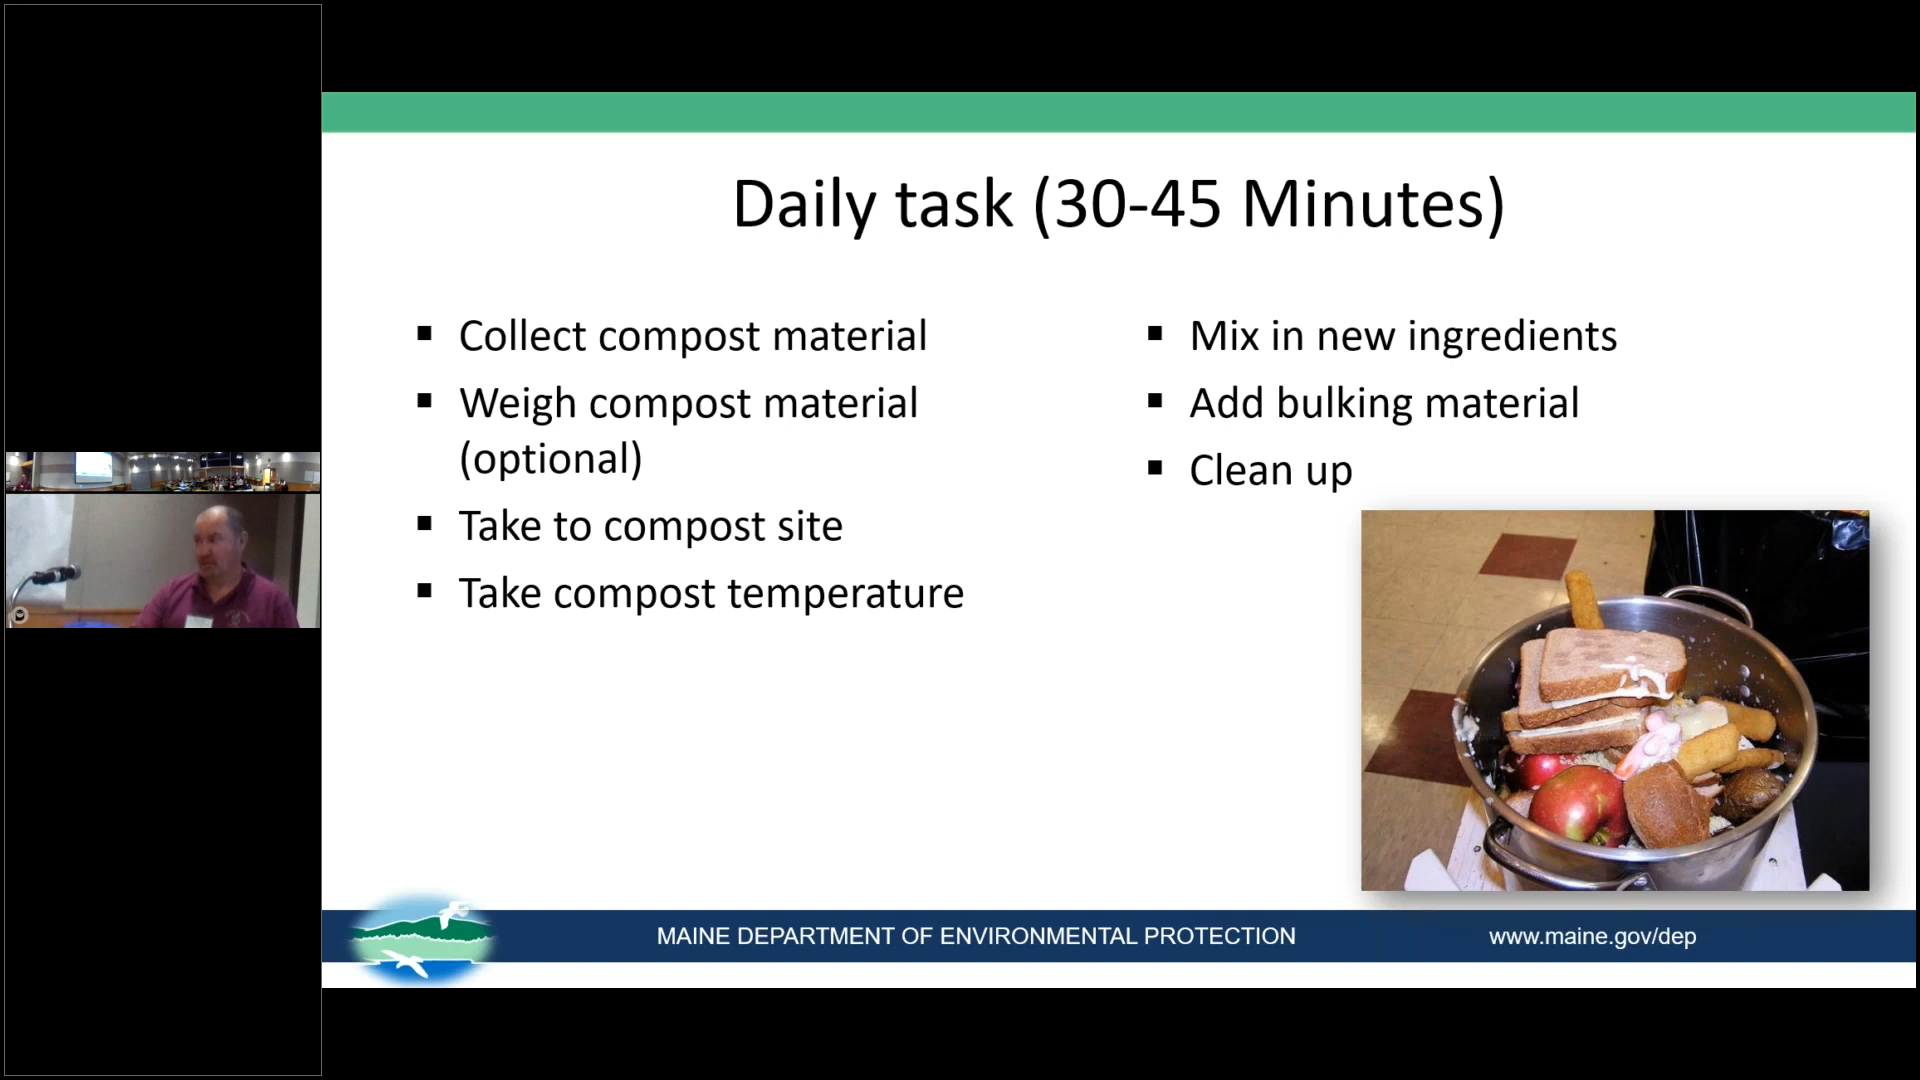 Daily task (30-45 Minutes)
▪ Collect compost material
▪ Weigh compost material
(optional)
▪ Take to compost site
▪ Take compost temperature
▪ Mix in new ingredients
▪ Add bulking material
▪ Clean up
MAINE DEPARTMENT OF ENVIRONMENTAL PROTECTION
www.maine.gov/dep